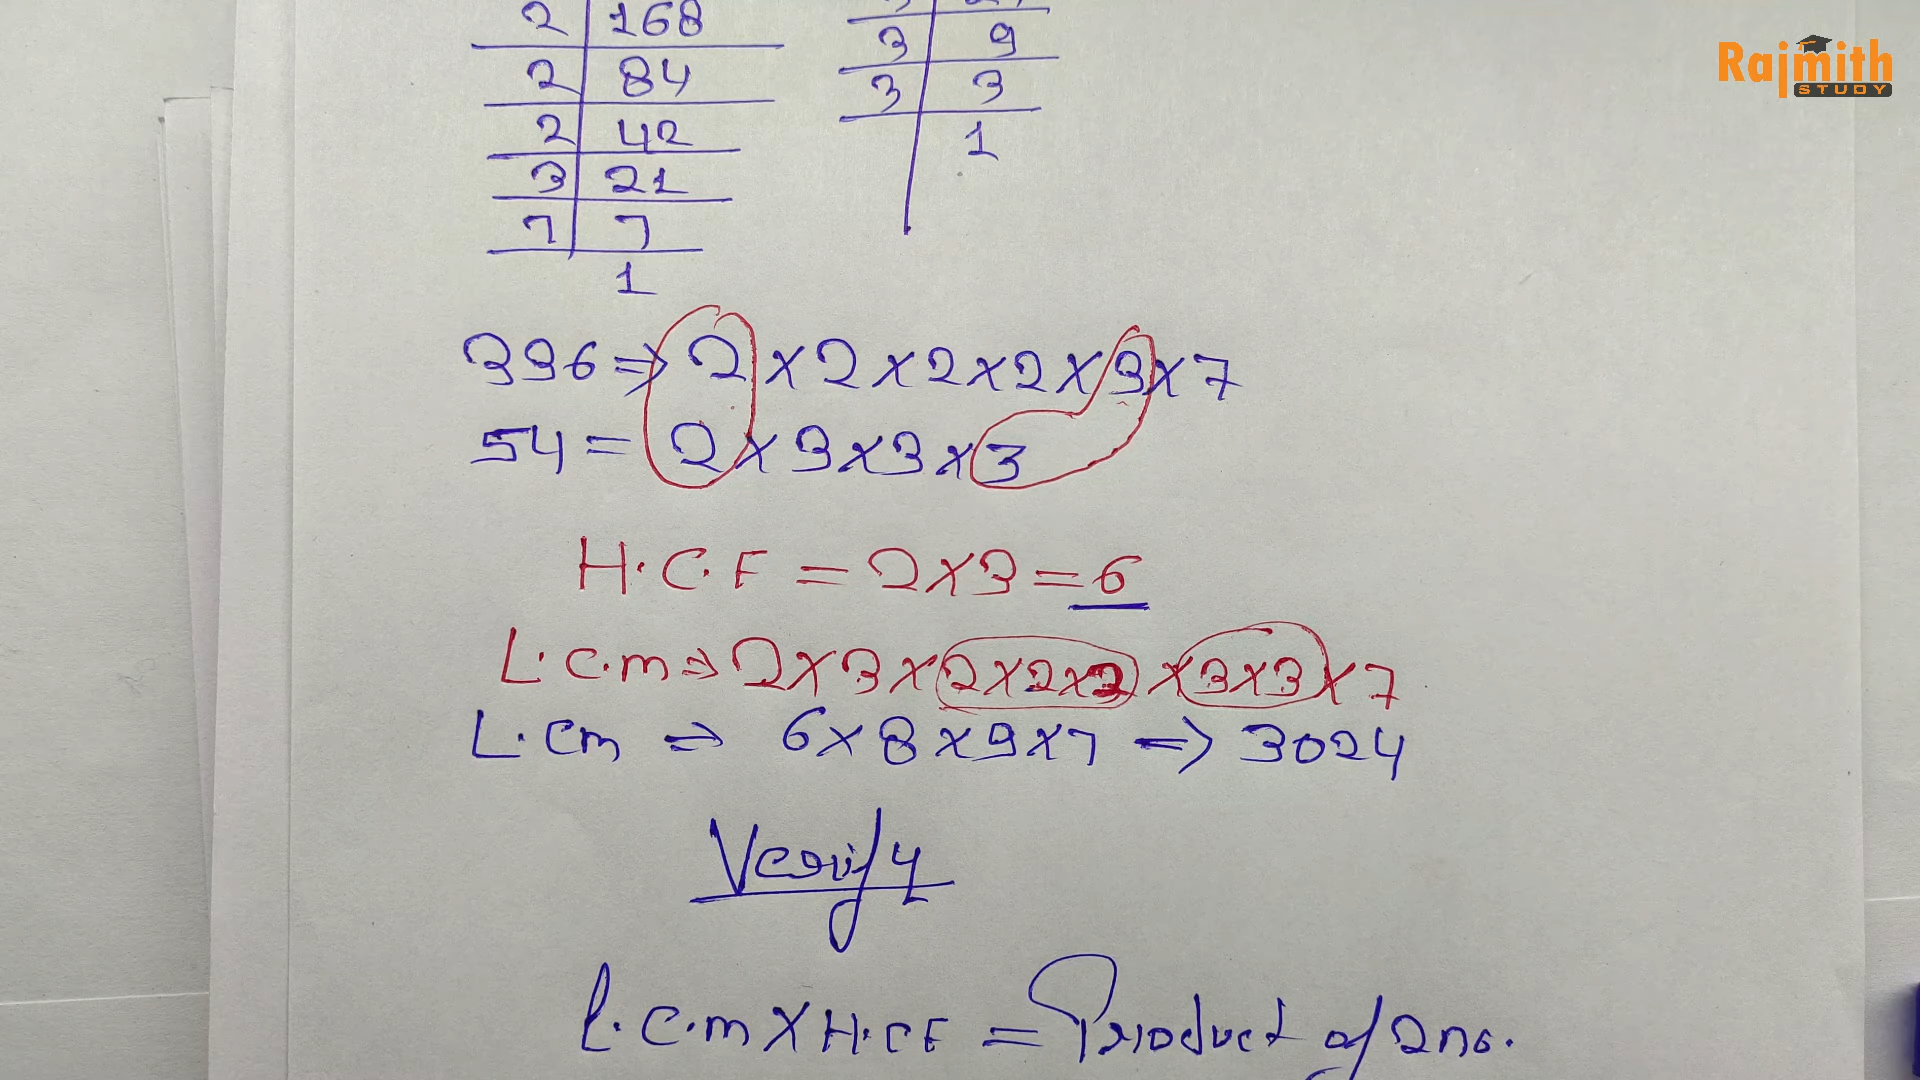 2 168
2 84
2 42
3 21
7 7
1
3 9
3 3
1
Rajmith
STUDY
336 ⇒ 2 × 2 × 2 × 2 × 3 × 7
54 = 2 × 3 × 3 × 3
H.C.F = 2 × 3 = 6
L.C.m ⇒ 2 × 3 × 2 × 2 × 2 × 3 × 3 × 7
L.Cm ⇒ 6 × 8 × 9 × 7 ⇒ 3024
Verify
L.C.m × H.CF = Product of 2 no.